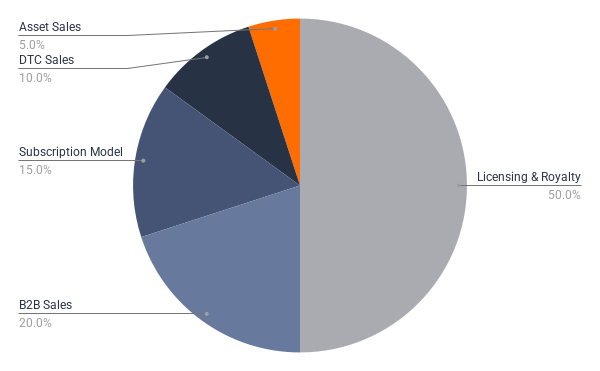 Asset Sales
5.0%
DTC Sales
10.0%
Subscription Model
15.0%
Licensing & Royalty
50.0%
B2B Sales
20.0%